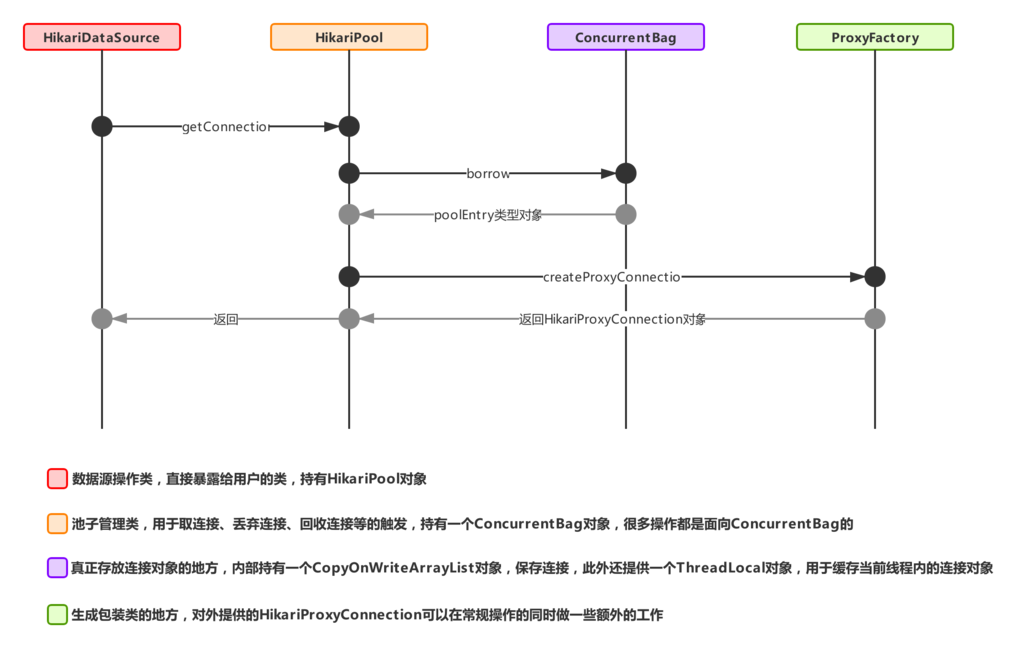 HikariDataSource HikariPool ConcurrentBag ProxyFactory
getConnection
borrow
poolEntry类型对象
createProxyConnectio
返回 返回HikariProxyConnection对象
数据源操作类，直接暴露给用户的类，持有HikariPool对象
池子管理类，用于取连接、丢弃连接、回收连接等的触发，持有一个ConcurrentBag对象，很多操作都是面向ConcurrentBag的
真正存放连接对象的地方，内部持有一个CopyOnWriteArrayList对象，保存连接，此外还提供一个ThreadLocal对象，用于缓存当前线程内的连接对象
生成包装类的地方，对外提供的HikariProxyConnection可以在常规操作的同时做一些额外的工作